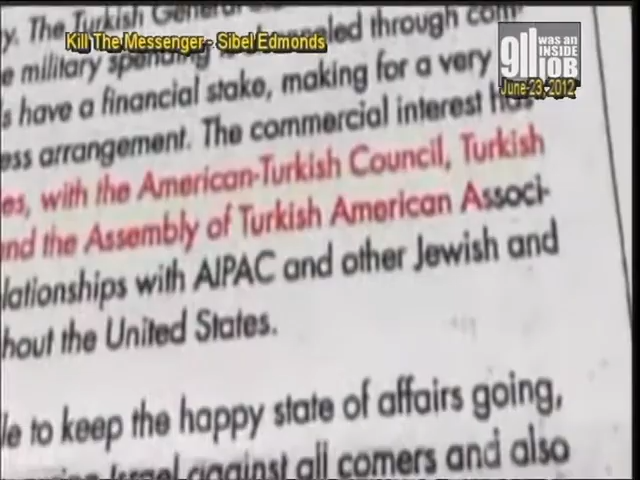 y. The Turkish General
Kill The Messenger - Sibel Edmonds
911 WAS AN INSIDE JOB
June 23, 2012
e military through com-
s have a financial stake, making for a very
ess arrangement. The commercial interest
es, with the American-Turkish Council, Turkish
nd the Assembly of Turkish American Associ-
lationships with AIPAC and other Jewish and
hout the United States.
le to keep the happy state of affairs going,
Israel against all comers and also